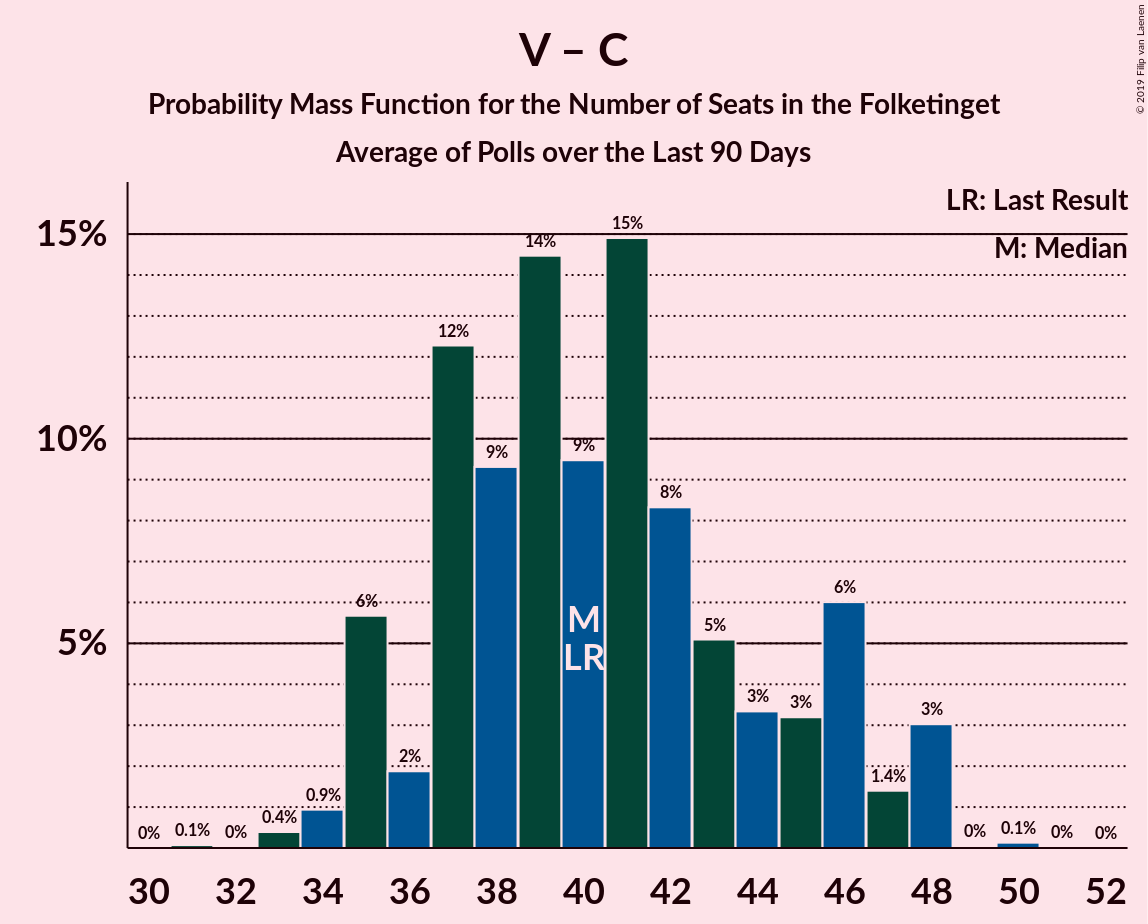 V – C
Probability Mass Function for the Number of Seats in the Folketinget
Average of Polls over the Last 90 Days
© 2019 Filip van Laenen
LR: Last Result
M: Median
15%
10%
5%
0%
0.1%
0%
0.4%
0.9%
6%
2%
12%
9%
14%
9%
15%
8%
5%
3%
3%
6%
1.4%
3%
0%
0.1%
0%
0%
M
LR
30 32 34 36 38 40 42 44 46 48 50 52